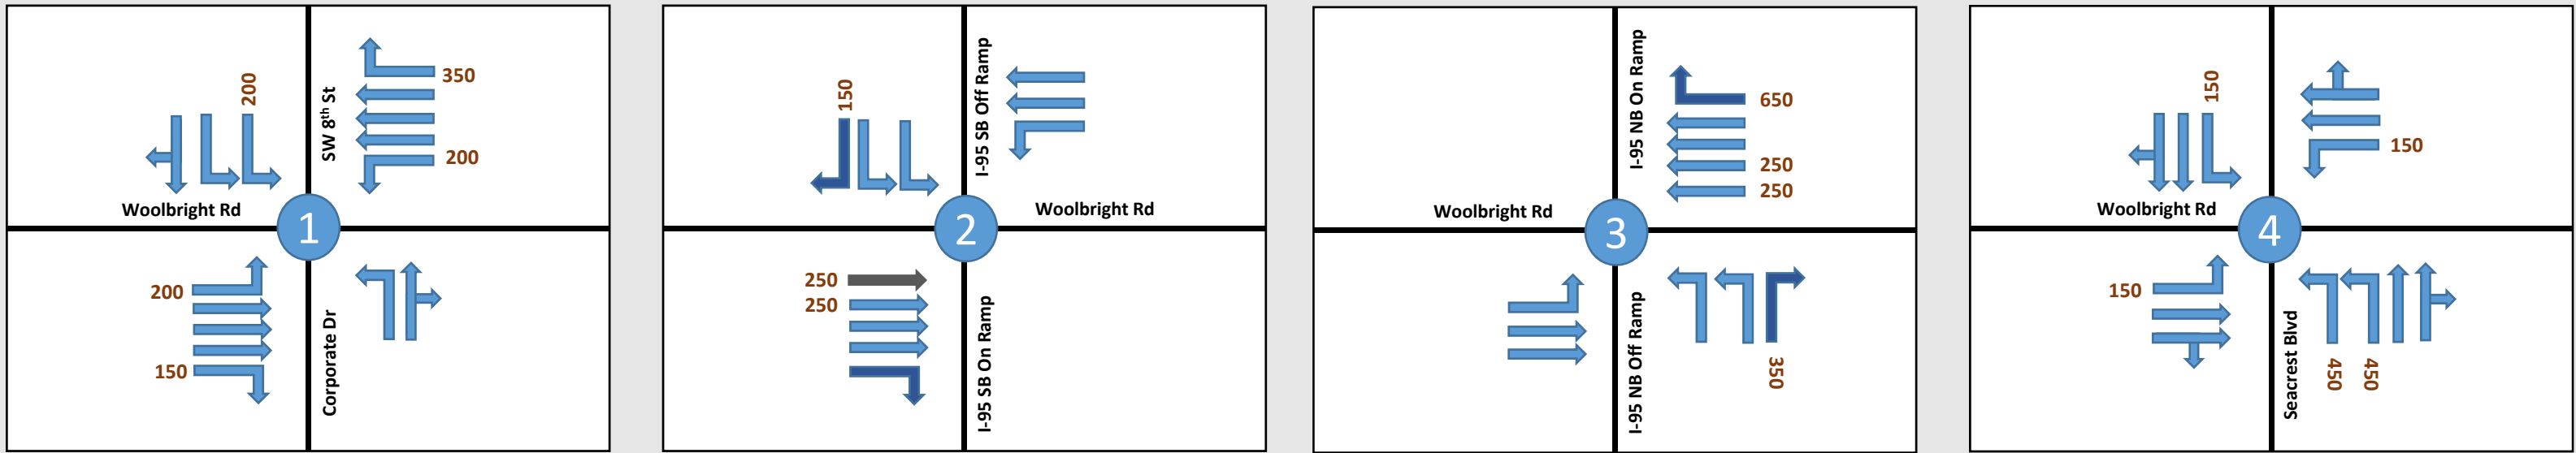 200
350
SW 8th St
200
Woolbright Rd
1
200
150
Corporate Dr
150
I-95 SB Off Ramp
Woolbright Rd
2
250
250
I-95 SB On Ramp
I-95 NB On Ramp
650
250
250
Woolbright Rd
3
I-95 NB Off Ramp
350
150
150
Woolbright Rd
4
150
Seacrest Blvd
450
450